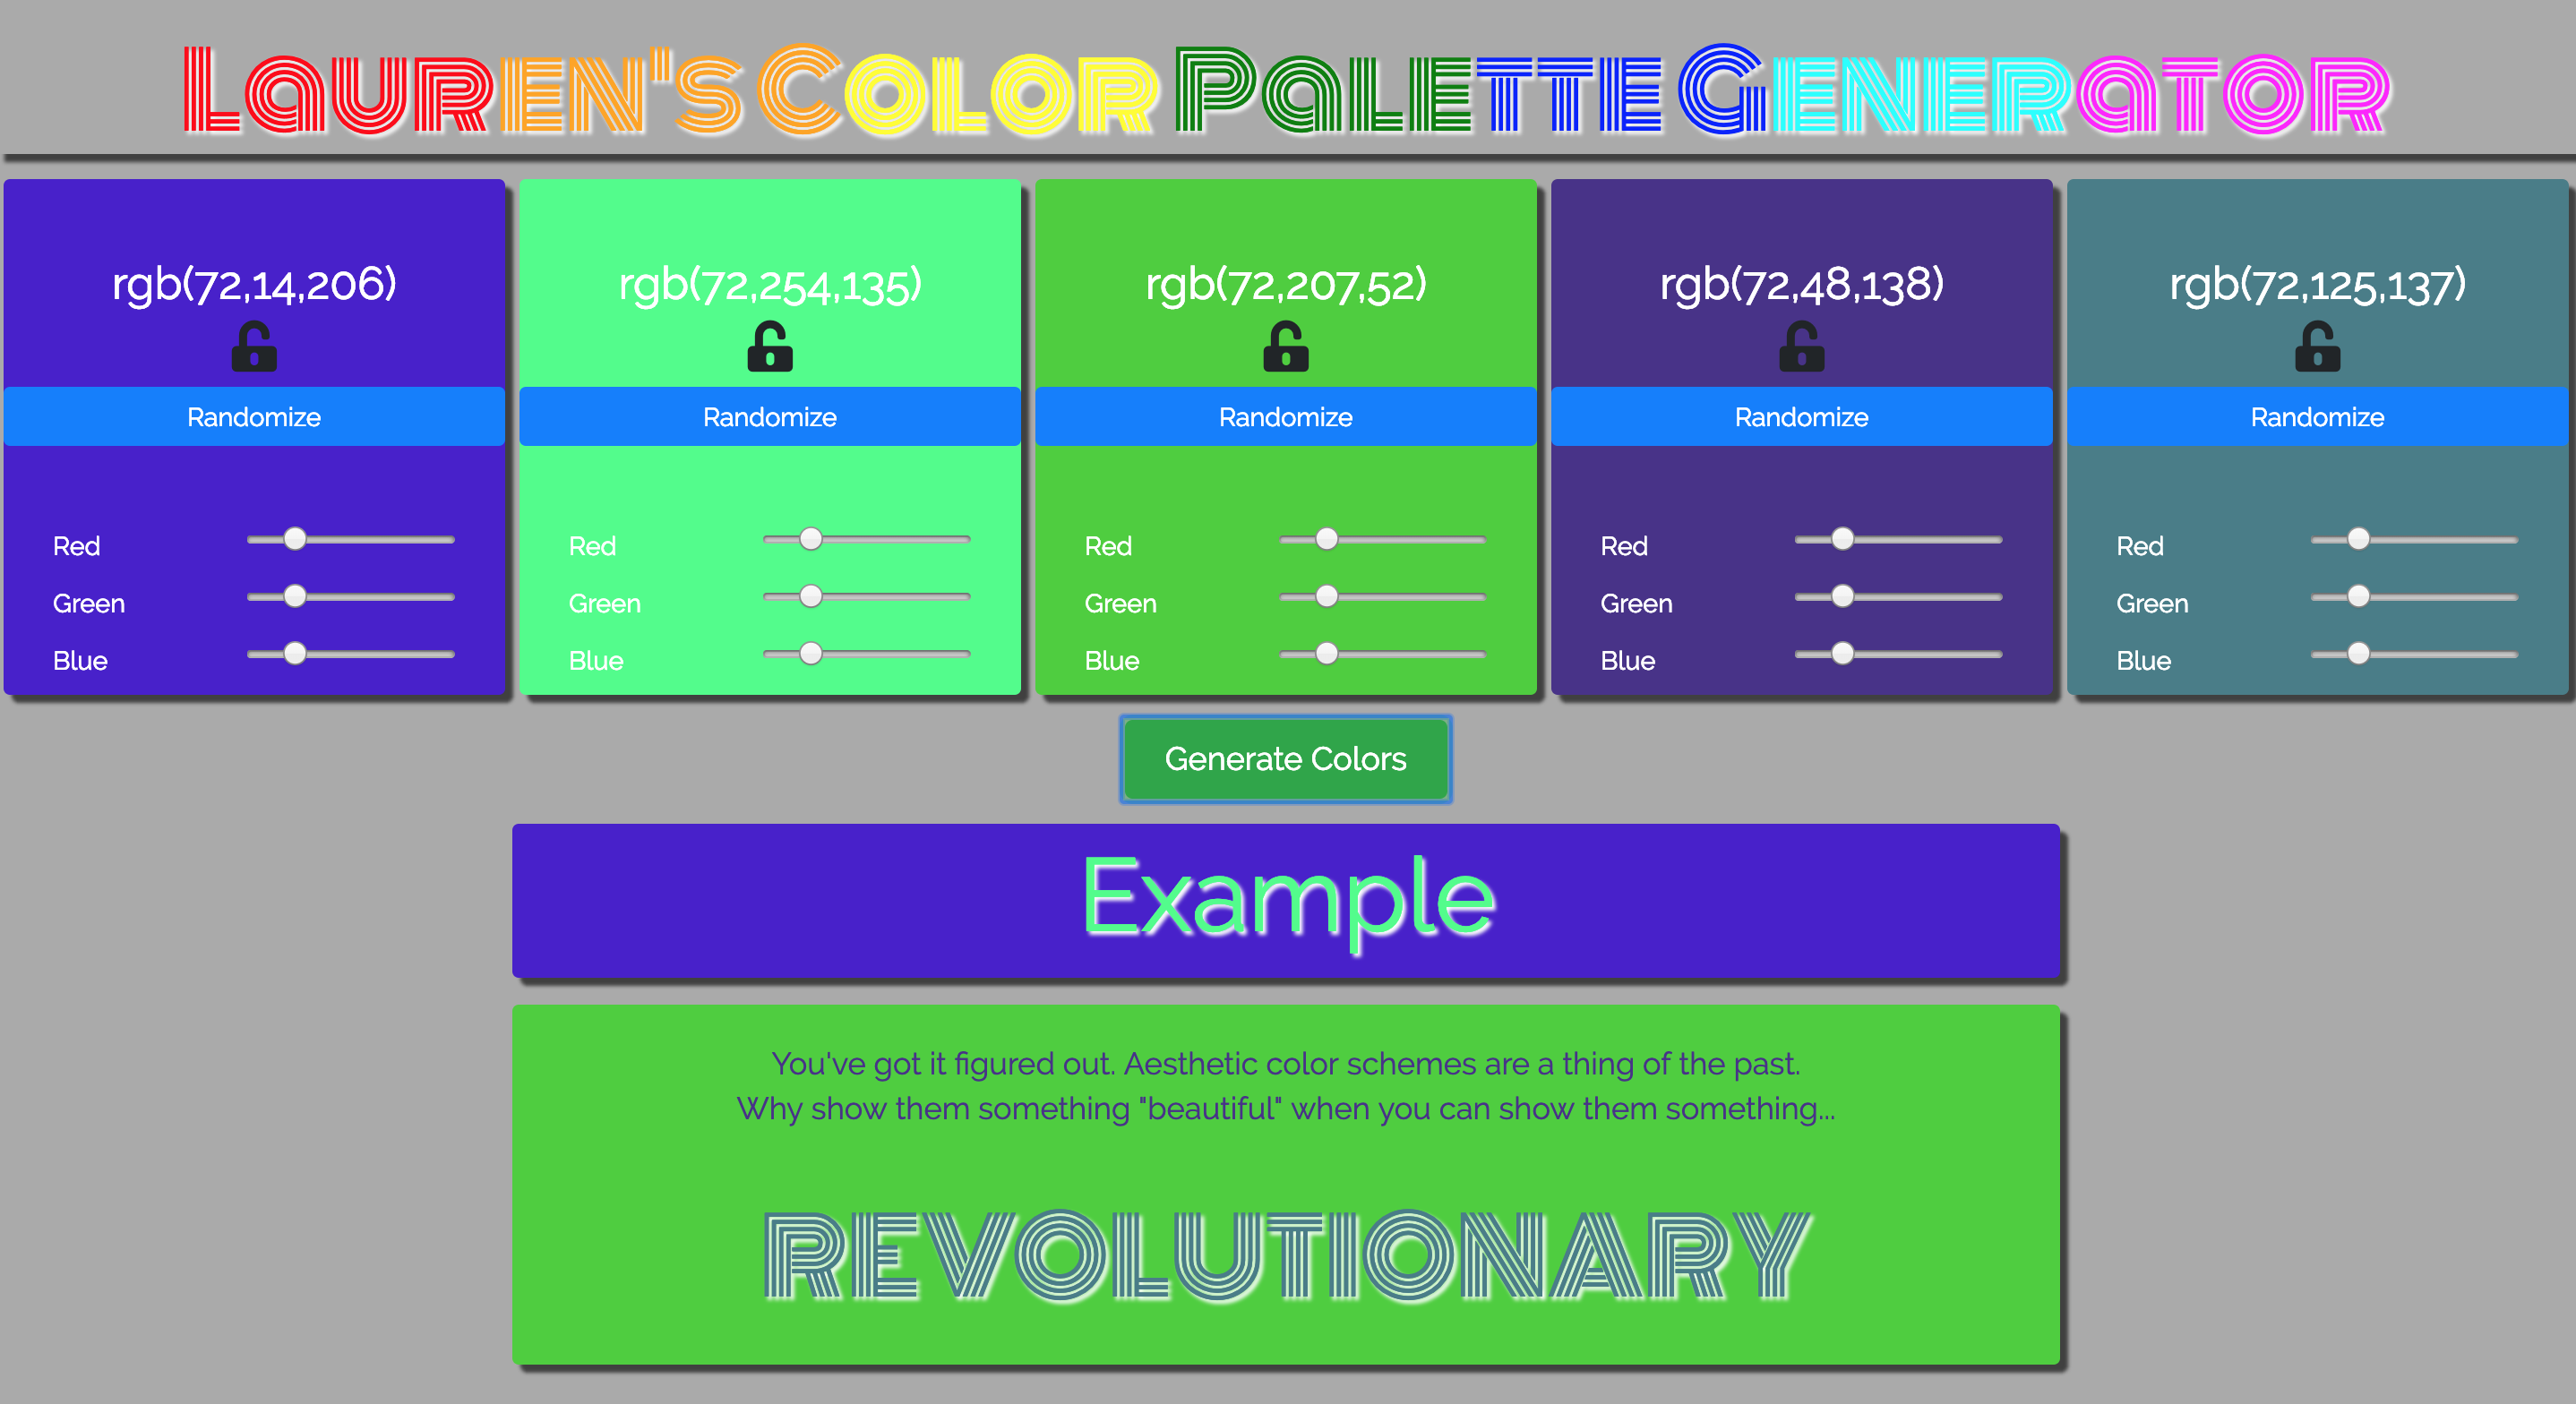 Lauren's Color Palette Generator
rgb(72,14,206)
rgb(72,254,135)
rgb(72,207,52)
rgb(72,48,138)
rgb(72,125,137)
Randomize
Randomize
Randomize
Randomize
Randomize
Red
Green
Blue
Red
Green
Blue
Red
Green
Blue
Red
Green
Blue
Red
Green
Blue
Generate Colors
Example
You've got it figured out. Aesthetic color schemes are a thing of the past.
Why show them something "beautiful" when you can show them something...
REVOLUTIONARY